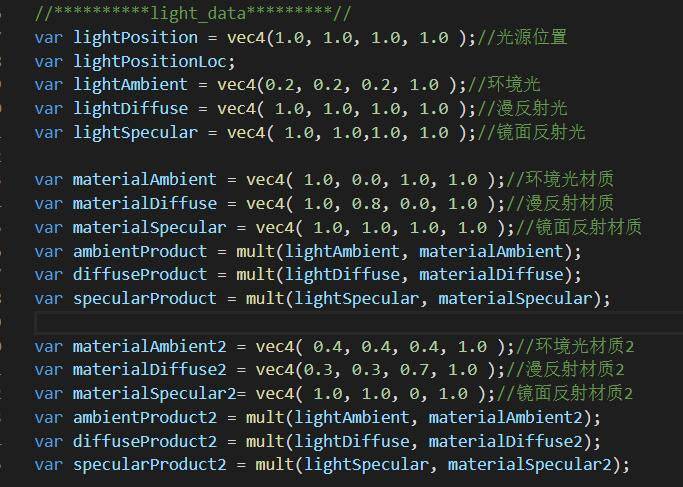 //**********light_data*********//
var lightPosition = vec4(1.0, 1.0, 1.0, 1.0 );//光源位置
var lightPositionLoc;
var lightAmbient = vec4(0.2, 0.2, 0.2, 1.0 );//环境光
var lightDiffuse = vec4( 1.0, 1.0, 1.0, 1.0 );//漫反射光
var lightSpecular = vec4( 1.0, 1.0,1.0, 1.0 );//镜面反射光
var materialAmbient = vec4( 1.0, 0.0, 1.0, 1.0 );//环境光材质
var materialDiffuse = vec4( 1.0, 0.8, 0.0, 1.0 );//漫反射材质
var materialSpecular = vec4( 1.0, 1.0, 1.0, 1.0 );//镜面反射材质
var ambientProduct = mult(lightAmbient, materialAmbient);
var diffuseProduct = mult(lightDiffuse, materialDiffuse);
var specularProduct = mult(lightSpecular, materialSpecular);
var materialAmbient2 = vec4( 0.4, 0.4, 0.4, 1.0 );//环境光材质2
var materialDiffuse2 = vec4(0.3, 0.3, 0.7, 1.0 );//漫反射材质2
var materialSpecular2= vec4( 1.0, 1.0, 0, 1.0 );//镜面反射材质2
var ambientProduct2 = mult(lightAmbient, materialAmbient2);
var diffuseProduct2 = mult(lightDiffuse, materialDiffuse2);
var specularProduct2 = mult(lightSpecular, materialSpecular2);